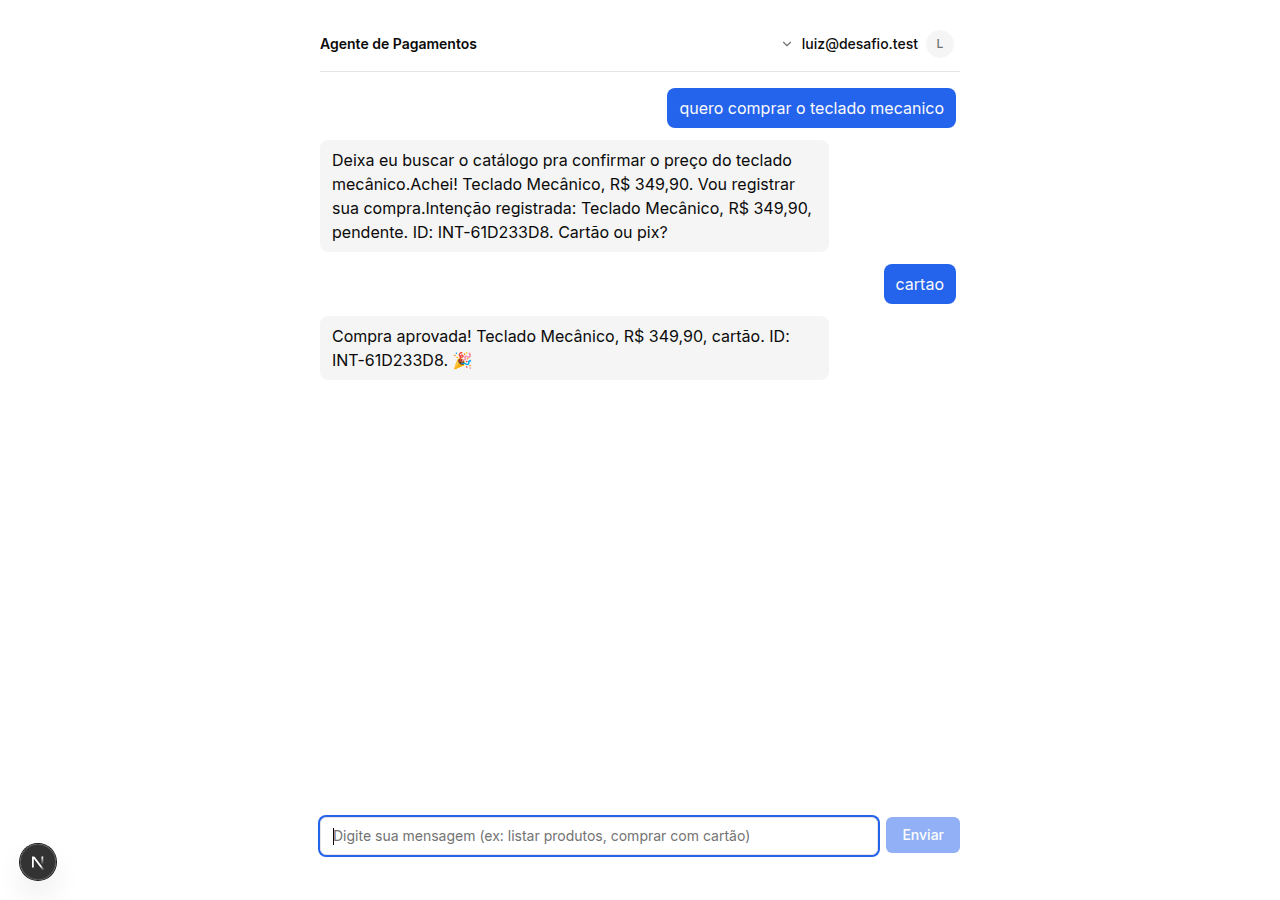 Agente de Pagamentos
luiz@desafio.test
L
quero comprar o teclado mecanico
Deixa eu buscar o catálogo pra confirmar o preço do teclado
mecânico.Achei! Teclado Mecânico, R$ 349,90. Vou registrar
sua compra.Intenção registrada: Teclado Mecânico, R$ 349,90,
pendente. ID: INT-61D233D8. Cartão ou pix?
cartao
Compra aprovada! Teclado Mecânico, R$ 349,90, cartão. ID:
INT-61D233D8. 🎉
Digite sua mensagem (ex: listar produtos, comprar com cartão)
Enviar
N